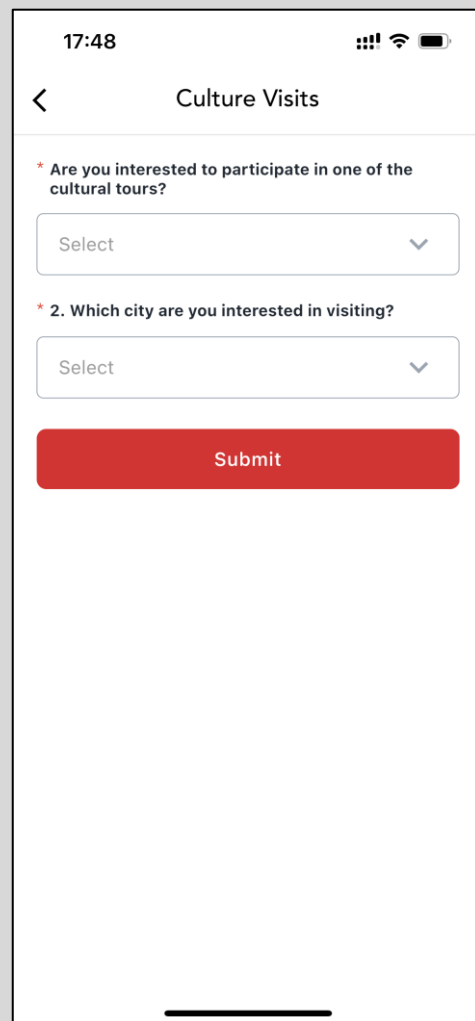 17:48
Culture Visits
* Are you interested to participate in one of the
cultural tours?
Select
* 2. Which city are you interested in visiting?
Select
Submit